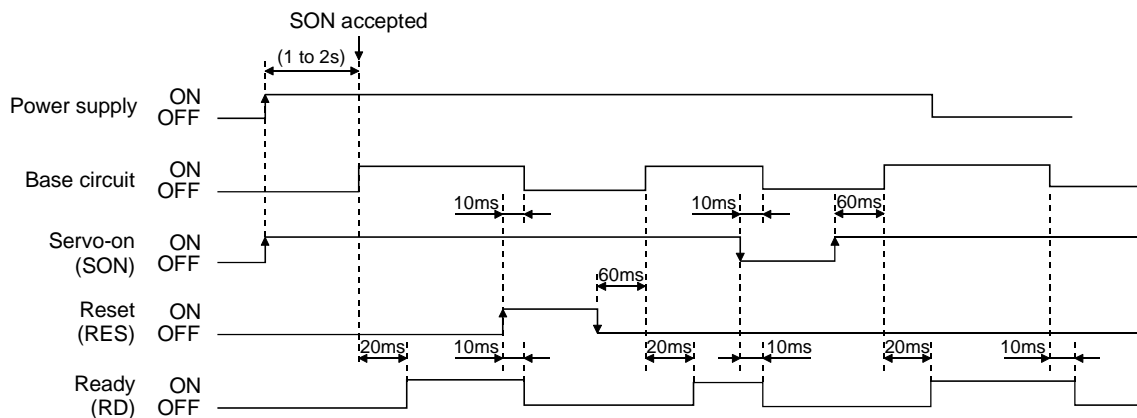 SON accepted
(1 to 2s)
Power supply ON
OFF
Base circuit ON
OFF
10ms 10ms 60ms
Servo-on ON
(SON) OFF
60ms
Reset ON
(RES) OFF
20ms 10ms 20ms 10ms 20ms 10ms
Ready ON
(RD) OFF